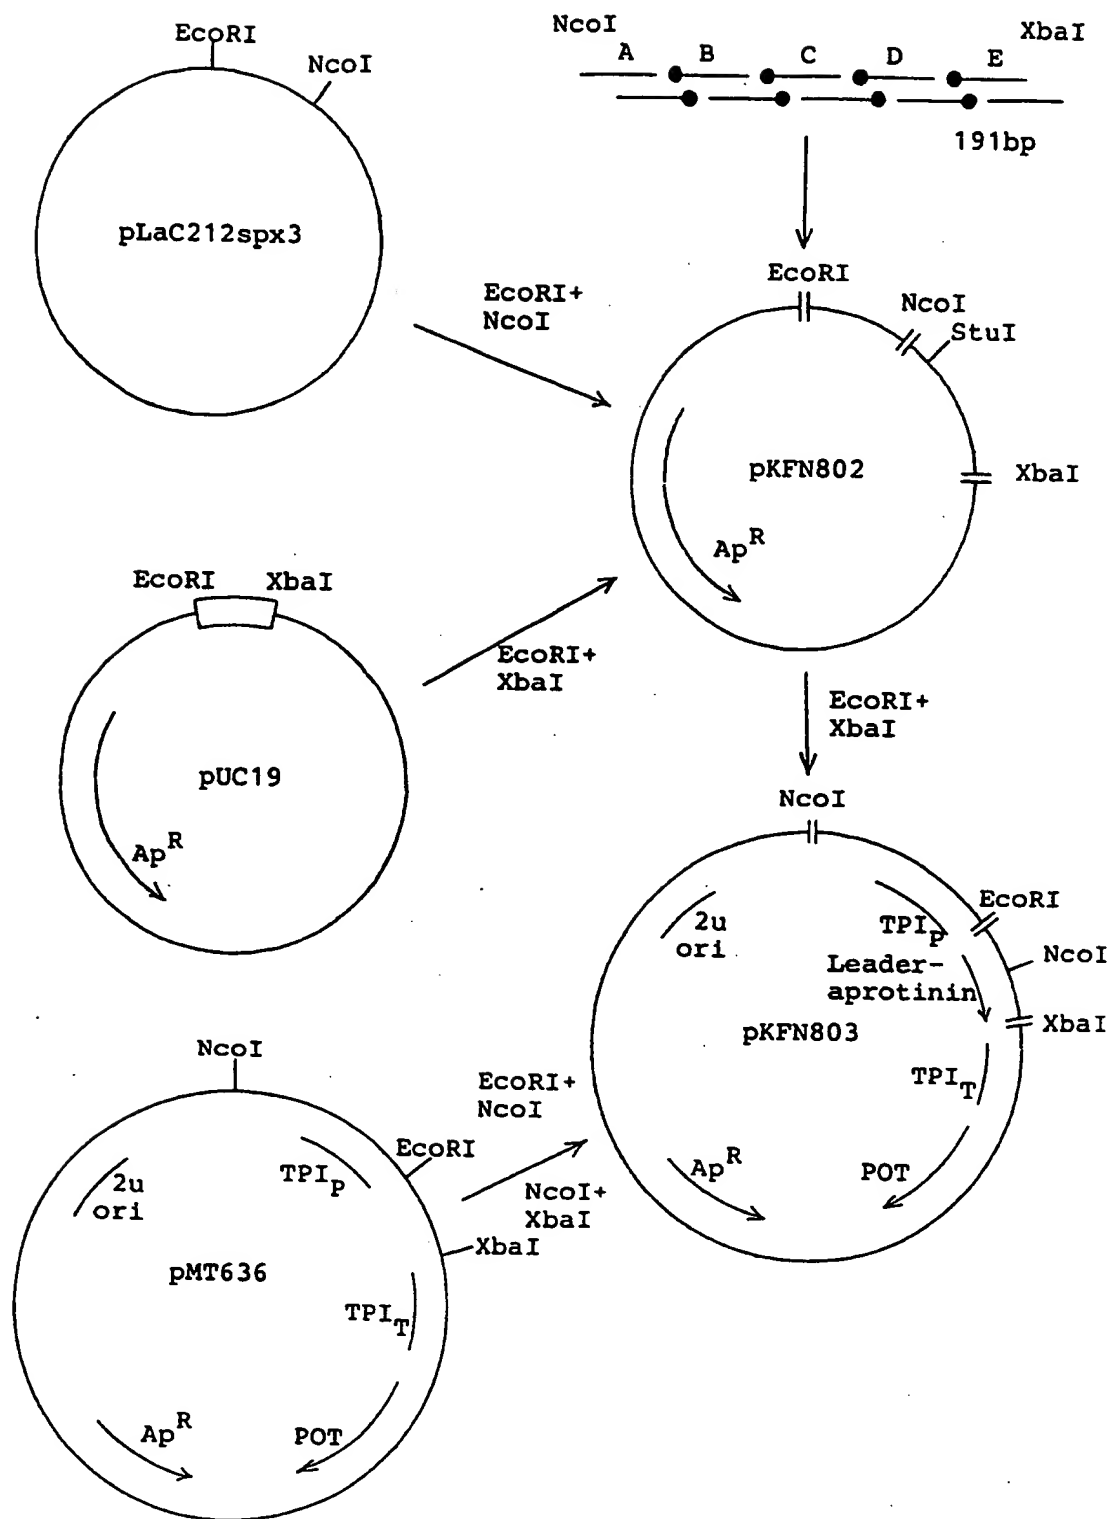 EcoRI
NcoI
pLaC212spx3
NcoI
XbaI
A B C D E
191bp
EcoRI+
NcoI
EcoRI
NcoI
StuI
XbaI
pKFN802
ApR
EcoRI XbaI
pUC19
ApR
EcoRI+
XbaI
EcoRI+
XbaI
NcoI
EcoRI
NcoI
XbaI
2u
ori
TPIP
Leader-
aprotinin
pKFN803
TPIT
POT
ApR
NcoI
EcoRI
XbaI
2u
ori
TPIP
pMT636
TPIT
POT
ApR
EcoRI+
NcoI
NcoI+
XbaI